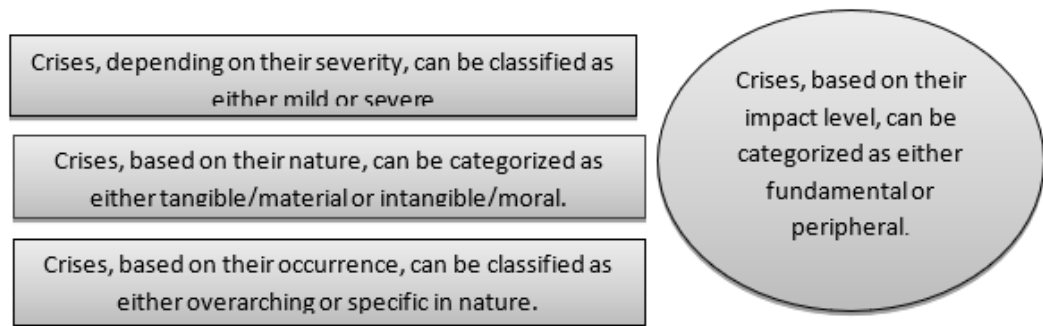 Crises, depending on their severity, can be classified as
either mild or severe
Crises, based on their nature, can be categorized as
either tangible/material or intangible/moral.
Crises, based on their occurrence, can be classified as
either overarching or specific in nature.
Crises, based on their
impact level, can be
categorized as either
fundamental or
peripheral.